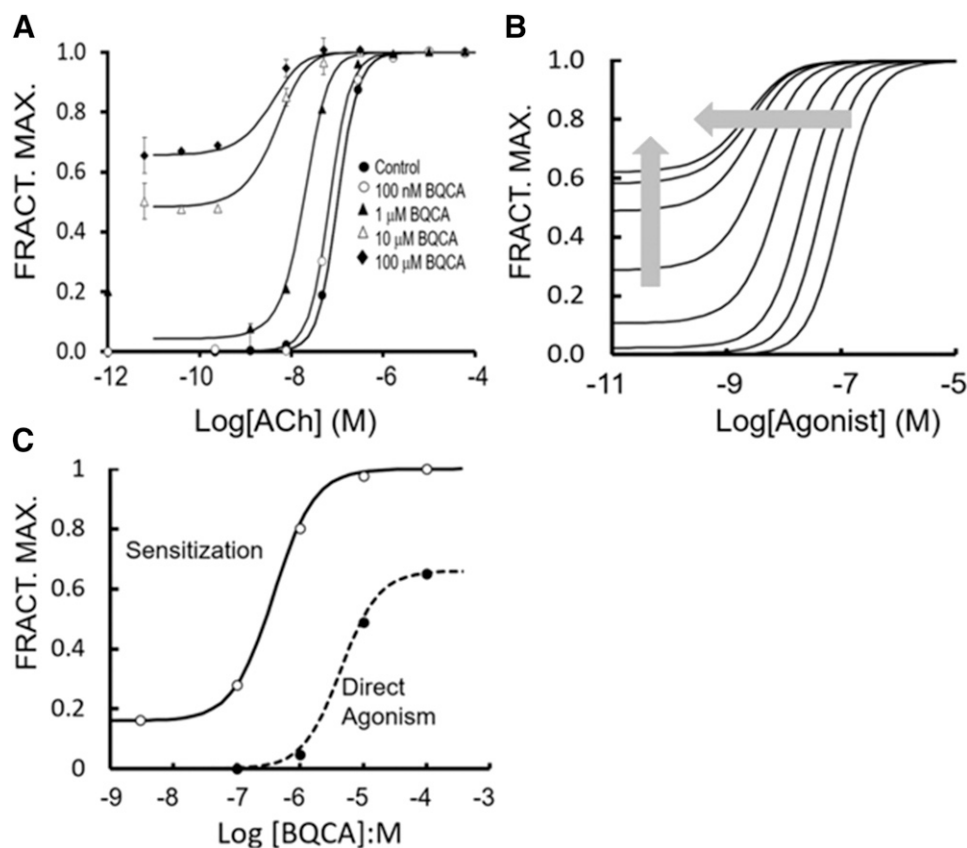 A
FRACT. MAX.
1.0
0.8
0.6
0.4
0.2
0.0
-12
-10
-8
-6
-4
Control
100 nM BQCA
1 μM BQCA
10 μM BQCA
100 μM BQCA
Log[ACh] (M)
B
FRACT. MAX.
1.0
0.8
0.6
0.4
0.2
0.0
-11
-9
-7
-5
Log[Agonist] (M)
C
FRACT. MAX.
1
0.8
0.6
0.4
0.2
0
Sensitization
Direct
Agonism
-9
-8
-7
-6
-5
-4
-3
Log [BQCA]:M